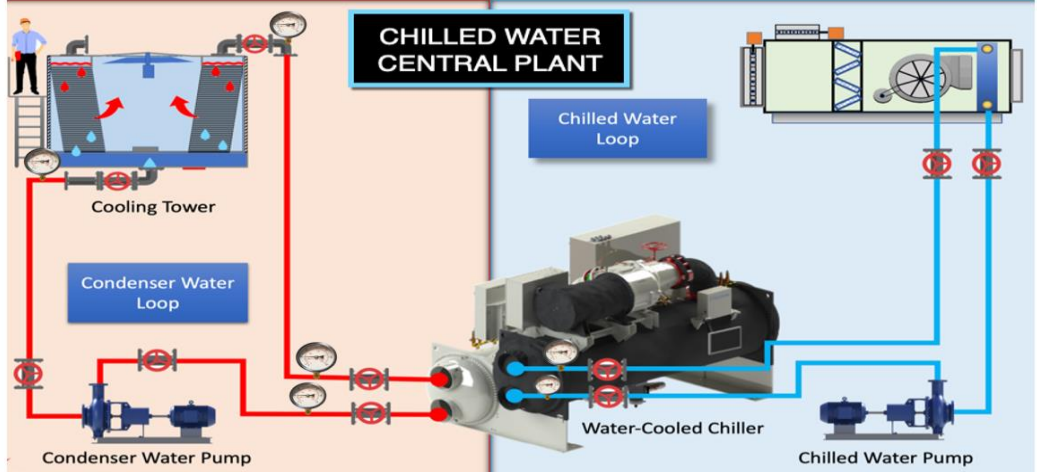 CHILLED WATER
CENTRAL PLANT
Chilled Water
Loop
Cooling Tower
Condenser Water
Loop
Water-Cooled Chiller
Condenser Water Pump
Chilled Water Pump